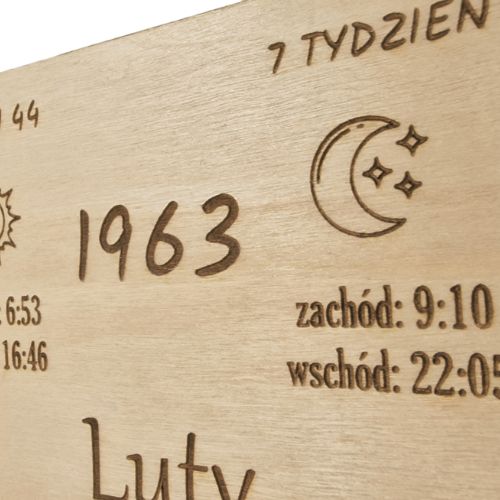 7 TYDZIEŃ
44
1963
: 6:53
zachód: 9:10
16:46
wschód: 22:05
Luty